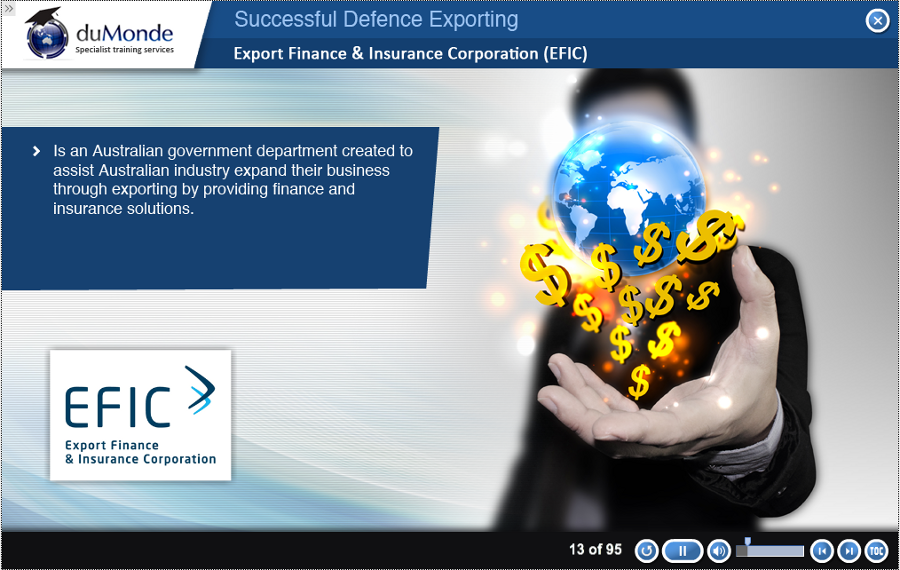 duMonde
Specialist training services
Successful Defence Exporting
Export Finance & Insurance Corporation (EFIC)
Is an Australian government department created to
assist Australian industry expand their business
through exporting by providing finance and
insurance solutions.
EFIC
Export Finance
& Insurance Corporation
13 of 95
TOC